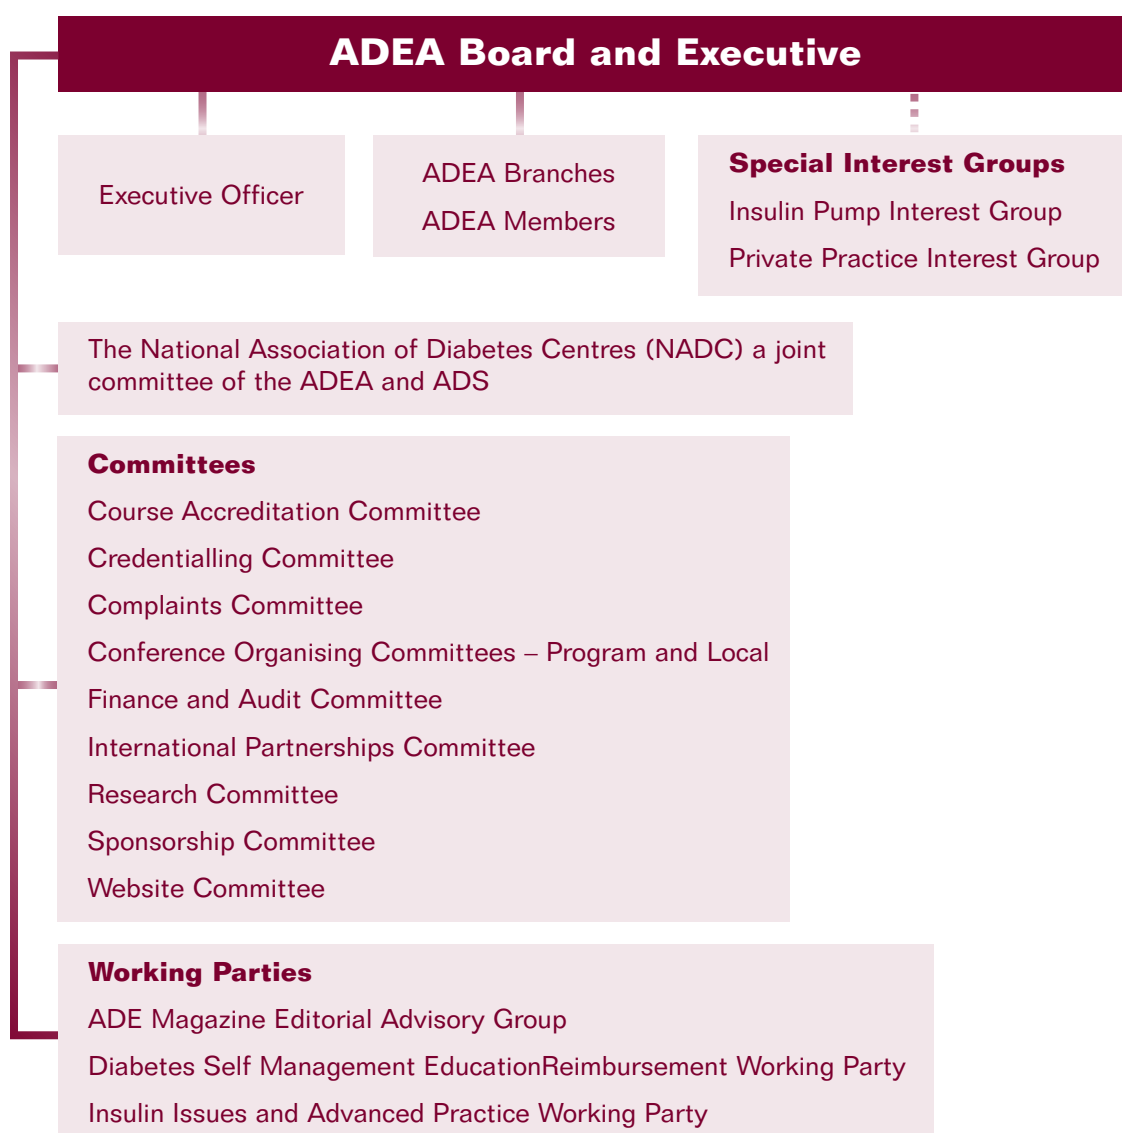 ADEA Board and Executive
Executive Officer
ADEA Branches
ADEA Members
Special Interest Groups
Insulin Pump Interest Group
Private Practice Interest Group
The National Association of Diabetes Centres (NADC) a joint
committee of the ADEA and ADS
Committees
Course Accreditation Committee
Credentialling Committee
Complaints Committee
Conference Organising Committees – Program and Local
Finance and Audit Committee
International Partnerships Committee
Research Committee
Sponsorship Committee
Website Committee
Working Parties
ADE Magazine Editorial Advisory Group
Diabetes Self Management EducationReimbursement Working Party
Insulin Issues and Advanced Practice Working Party